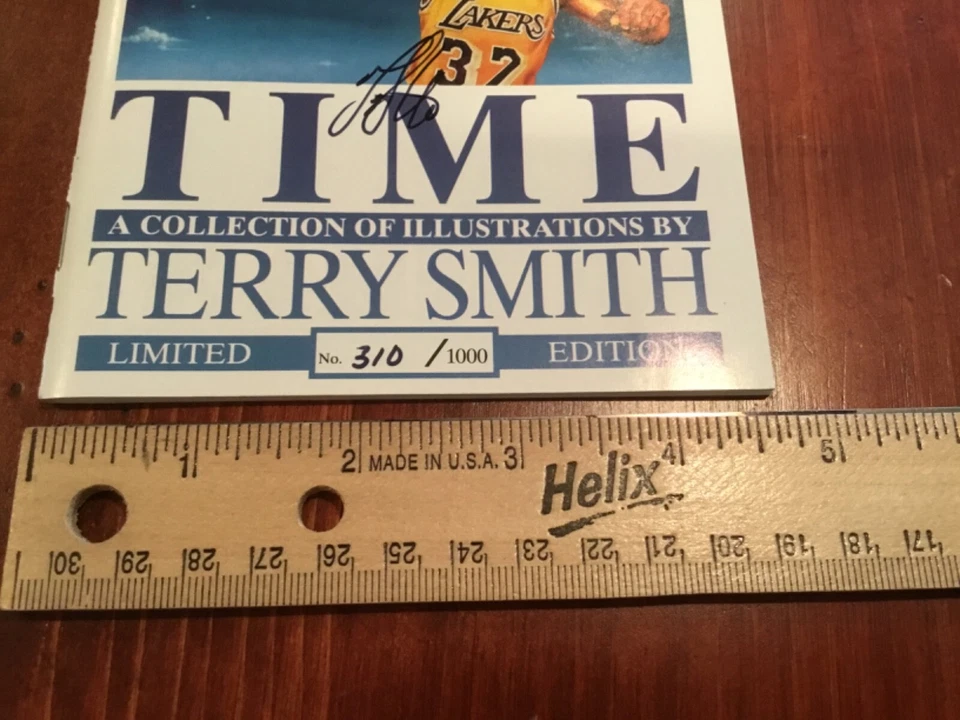 LAKERS
32
TIME
A COLLECTION OF ILLUSTRATIONS BY
TERRY SMITH
LIMITED No. 310 / 1000 EDITION
1 2 MADE IN U.S.A. 3 Helix 4 5
30 29 28 27 26 25 24 23 22 21 20 19 18 17